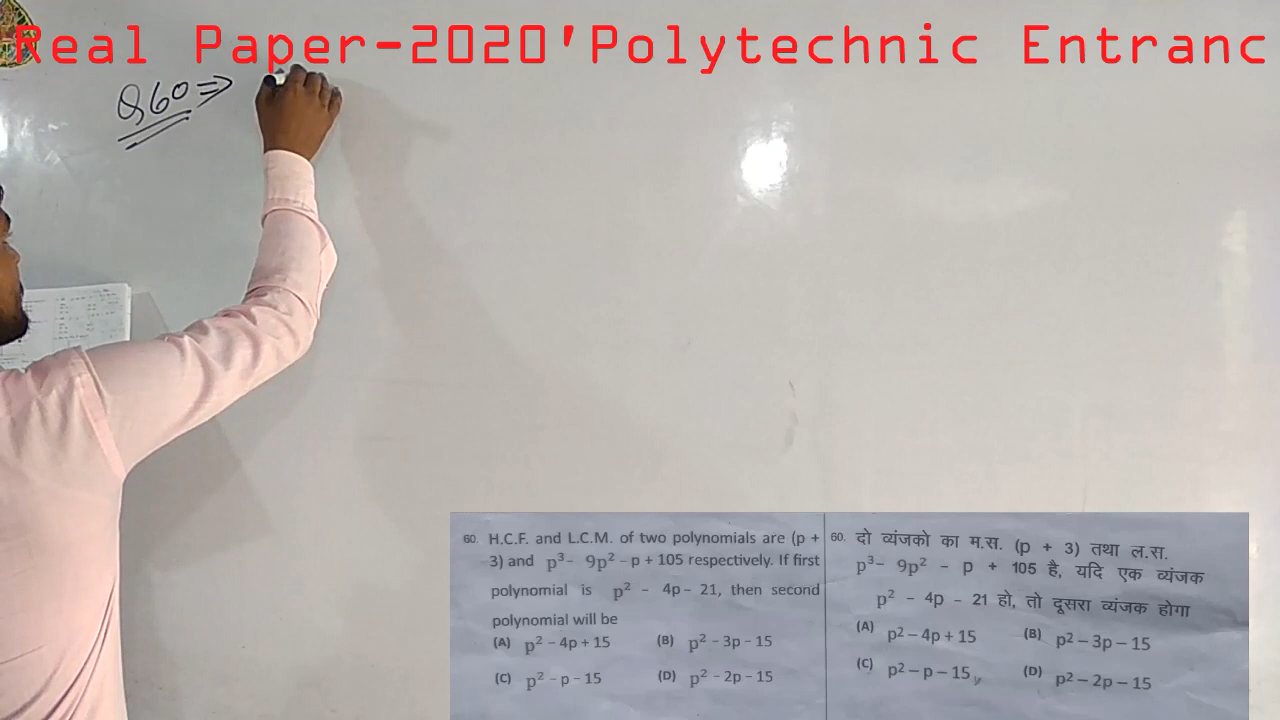 Real Paper-2020'Polytechnic Entranc
Q60⇒
60. H.C.F. and L.C.M. of two polynomials are (p +
3) and p³- 9p² - p + 105 respectively. If first
polynomial is p² - 4p - 21, then second
polynomial will be
(A) p² - 4p + 15 (B) p² - 3p - 15
(C) p² - p - 15 (D) p² - 2p - 15
60. दो व्यंजको का म.स. (p + 3) तथा ल.स.
p³- 9p² - p + 105 है, यदि एक व्यंजक
p² - 4p - 21 हो, तो दूसरा व्यंजक होगा
(A) p² - 4p + 15 (B) p² - 3p - 15
(C) p² - p - 15 (D) p² - 2p - 15